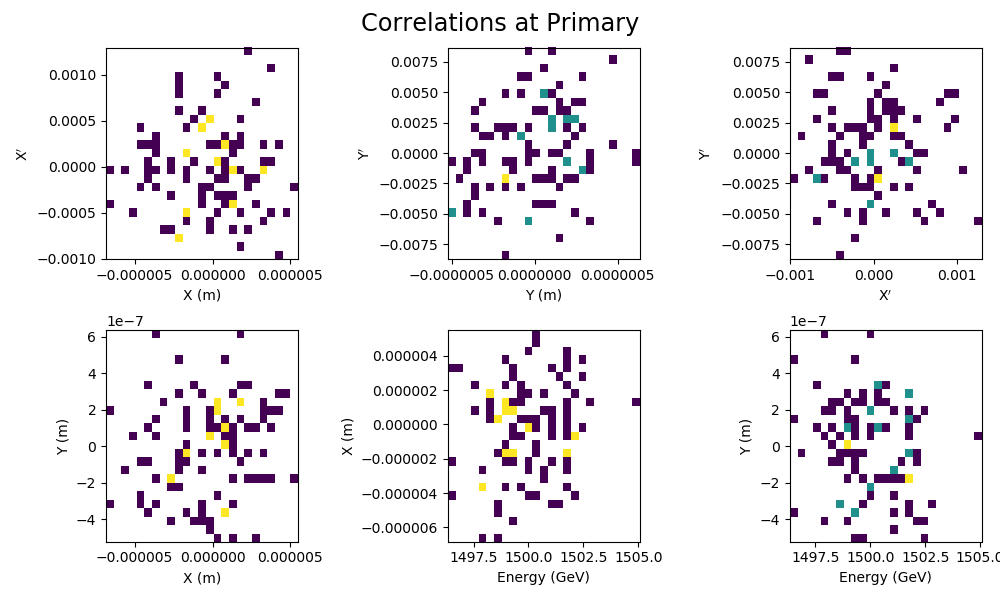 Correlations at Primary
0.0010
0.0005
0.0000
−0.0005
−0.0010
X′
−0.000005 0.000000 0.000005
X (m)
0.0075
0.0050
0.0025
0.0000
−0.0025
−0.0050
−0.0075
Y′
−0.0000005 0.0000000 0.0000005
Y (m)
0.0075
0.0050
0.0025
0.0000
−0.0025
−0.0050
−0.0075
Y′
−0.001 0.000 0.001
X′
1e−7
6
4
2
0
−2
−4
Y (m)
−0.000005 0.000000 0.000005
X (m)
0.000004
0.000002
0.000000
−0.000002
−0.000004
−0.000006
X (m)
1497.5 1500.0 1502.5 1505.0
Energy (GeV)
1e−7
6
4
2
0
−2
−4
Y (m)
1497.5 1500.0 1502.5 1505.0
Energy (GeV)